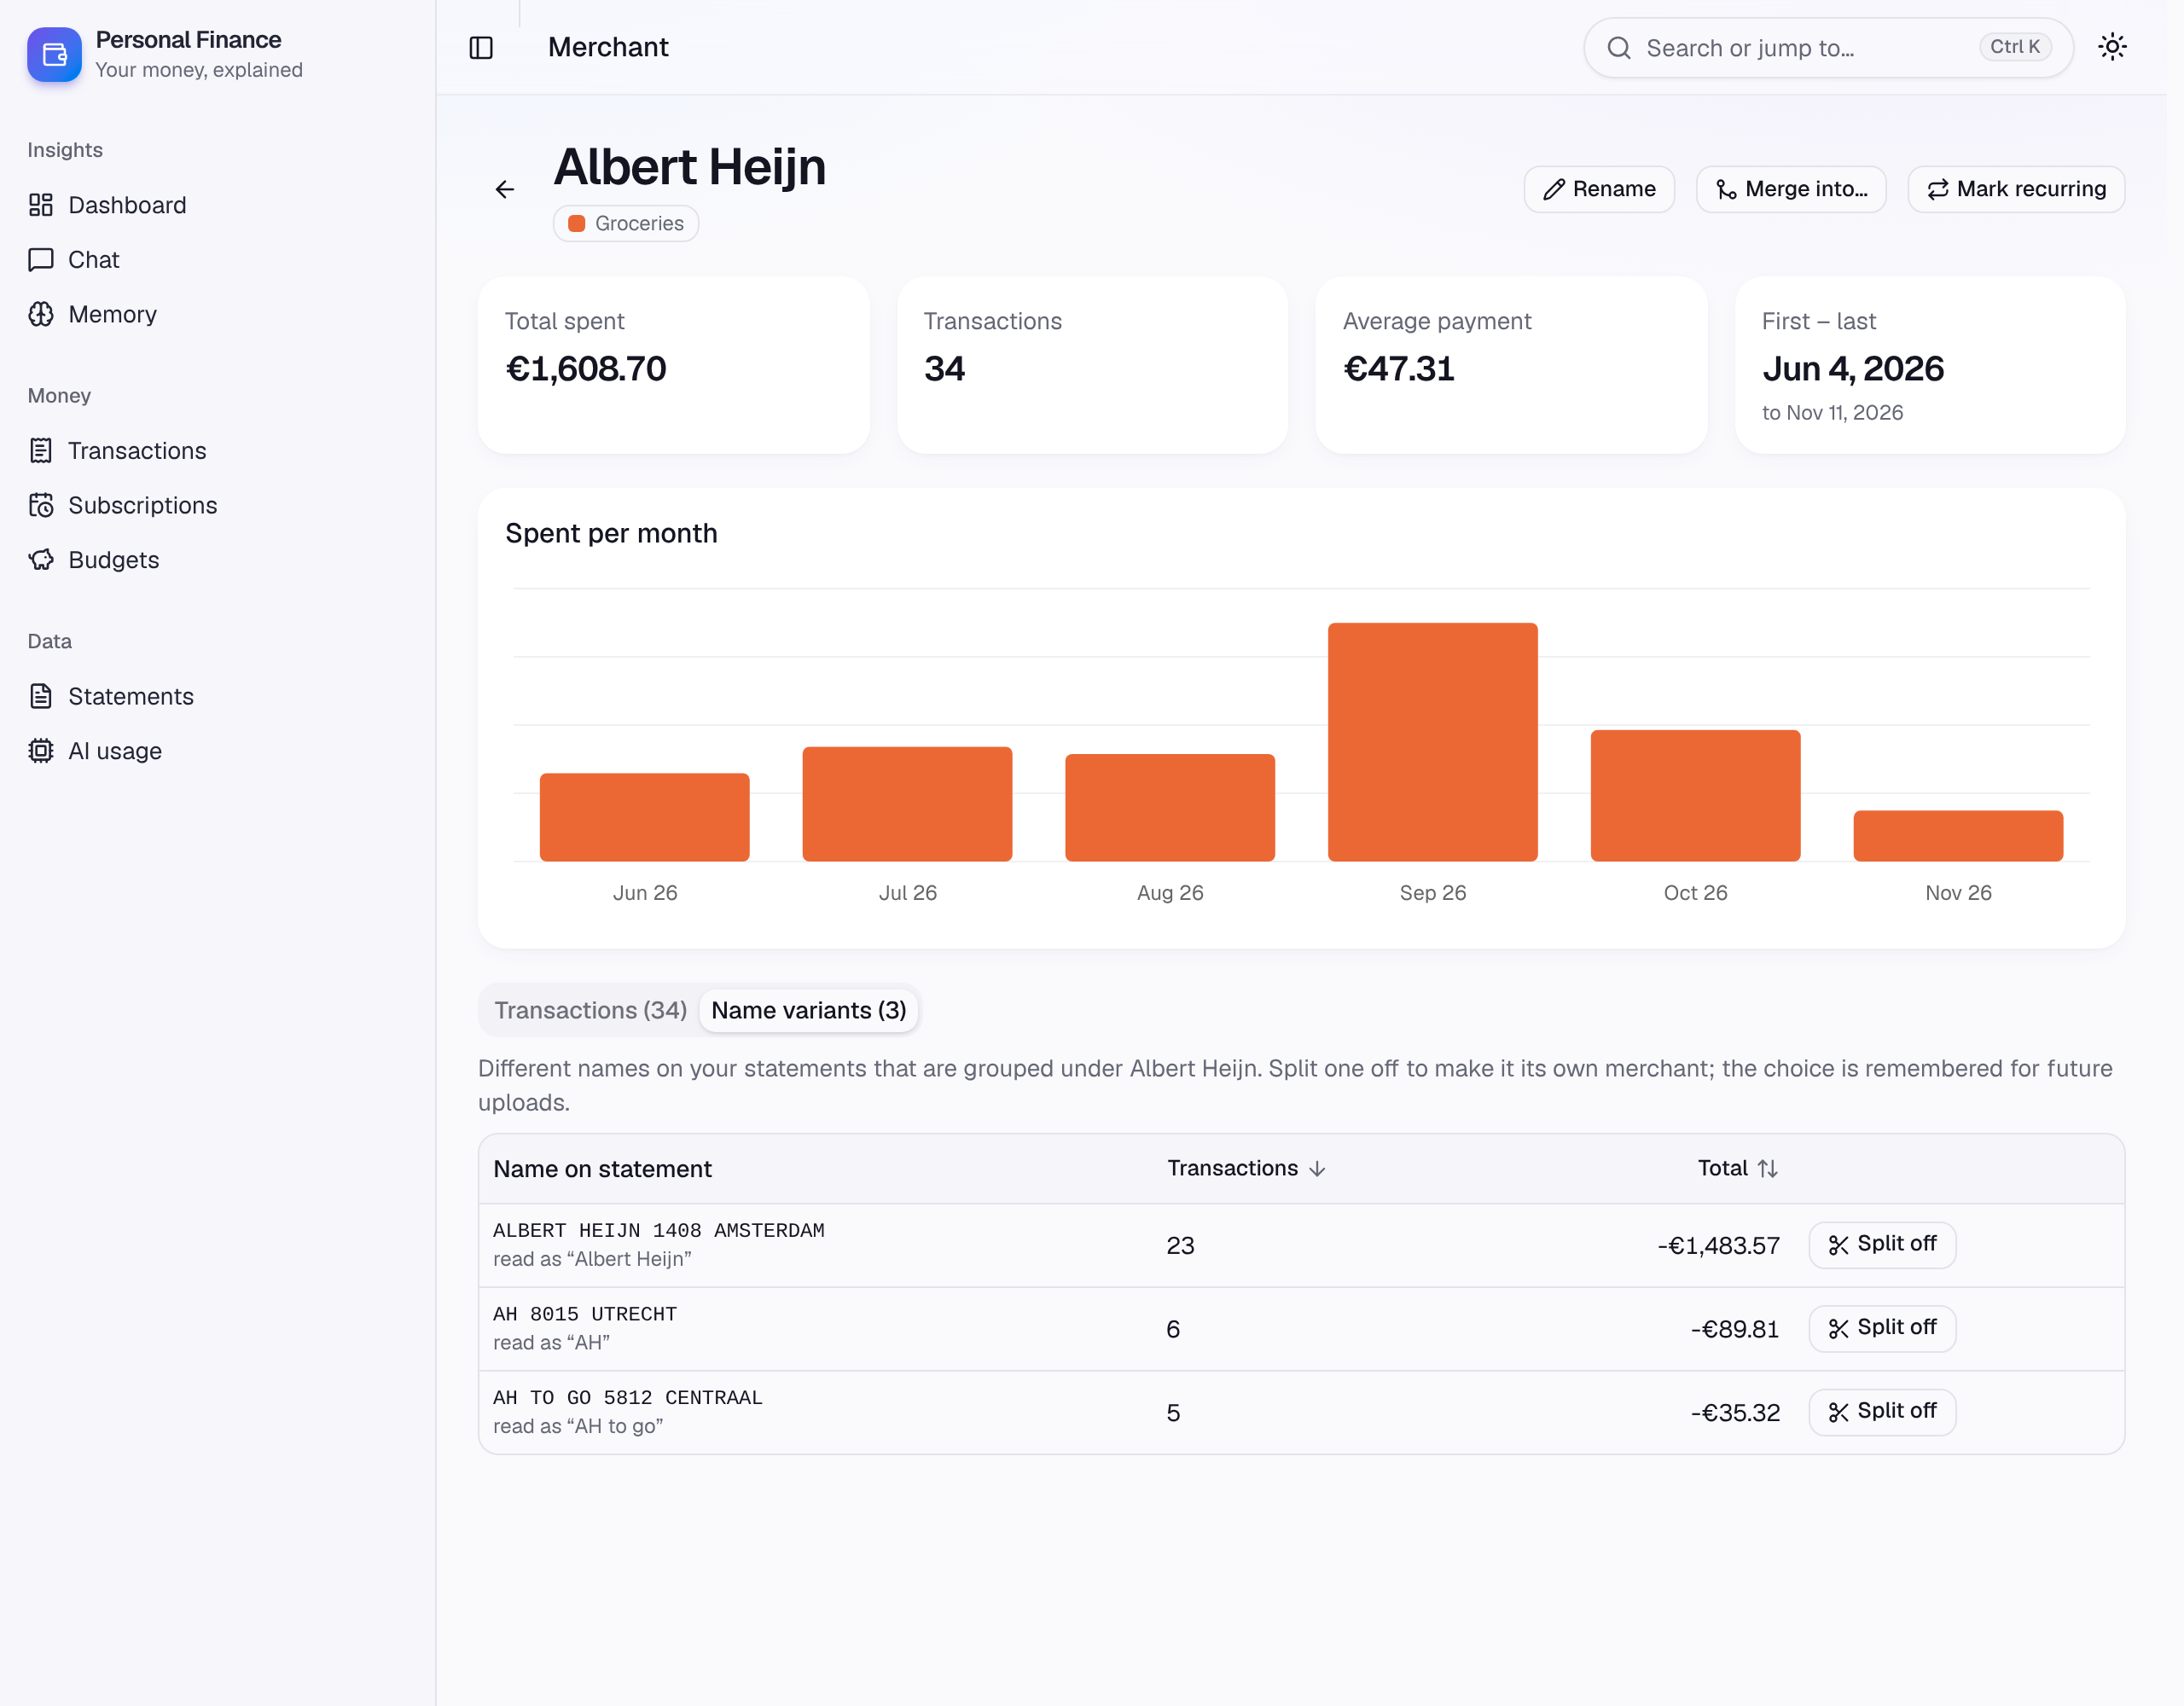 Personal Finance
Your money, explained
Insights
Dashboard
Chat
Memory
Money
Transactions
Subscriptions
Budgets
Data
Statements
AI usage
Merchant
Search or jump to...
Ctrl K
Albert Heijn
Groceries
Rename
Merge into...
Mark recurring
Total spent
€1,608.70
Transactions
34
Average payment
€47.31
First – last
Jun 4, 2026
to Nov 11, 2026
Spent per month
Jun 26
Jul 26
Aug 26
Sep 26
Oct 26
Nov 26
Transactions (34)
Name variants (3)
Different names on your statements that are grouped under Albert Heijn. Split one off to make it its own merchant; the choice is remembered for future
uploads.
Name on statement
Transactions
Total
ALBERT HEIJN 1408 AMSTERDAM
read as “Albert Heijn”
23
-€1,483.57
Split off
AH 8015 UTRECHT
read as “AH”
6
-€89.81
Split off
AH TO GO 5812 CENTRAAL
read as “AH to go”
5
-€35.32
Split off